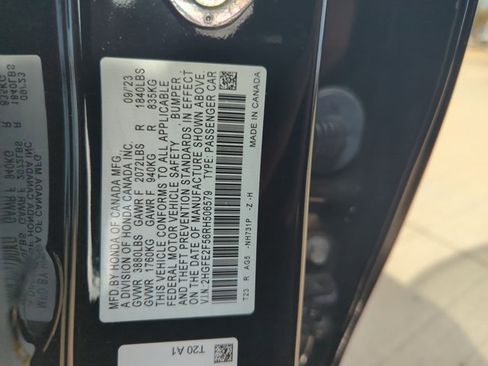 MFD. BY HONDA OF CANADA MFG. 09/23
A DIVISION OF HONDA CANADA INC.
GVWR 3880LBS GAWR F 2072LBS R 1840LBS
GVWR 1760KG GAWR F 940KG R 835KG
THIS VEHICLE CONFORMS TO ALL APPLICABLE
FEDERAL MOTOR VEHICLE SAFETY, BUMPER,
AND THEFT PREVENTION STANDARDS IN EFFECT
ON THE DATE OF MANUFACTURE SHOWN ABOVE.
V.I.N: 2HGFE2F56RH506579 TYPE: PASSENGER CAR
T23 R AG5 -NH731P -Z -H MADE IN CANADA
T20 A1